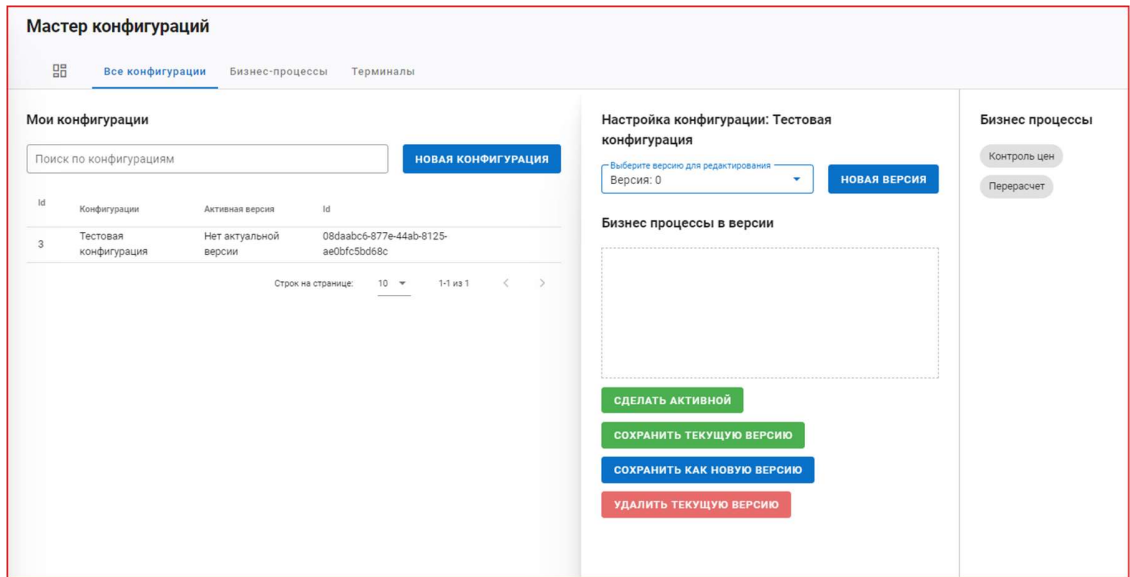 Мастер конфигураций
Все конфигурации Бизнес-процессы Терминалы
Мои конфигурации
Поиск по конфигурациям
НОВАЯ КОНФИГУРАЦИЯ
Id Конфигурации Активная версия Id
3 Тестовая Нет актуальной 08daabc6-877e-44ab-8125-
конфигурация версии ae0bfc5bd68c
Строк на странице: 10 1-1 из 1
Настройка конфигурации: Тестовая
конфигурация
Выберите версию для редактирования
Версия: 0
НОВАЯ ВЕРСИЯ
Бизнес процессы в версии
СДЕЛАТЬ АКТИВНОЙ
СОХРАНИТЬ ТЕКУЩУЮ ВЕРСИЮ
СОХРАНИТЬ КАК НОВУЮ ВЕРСИЮ
УДАЛИТЬ ТЕКУЩУЮ ВЕРСИЮ
Бизнес процессы
Контроль цен
Перерасчет